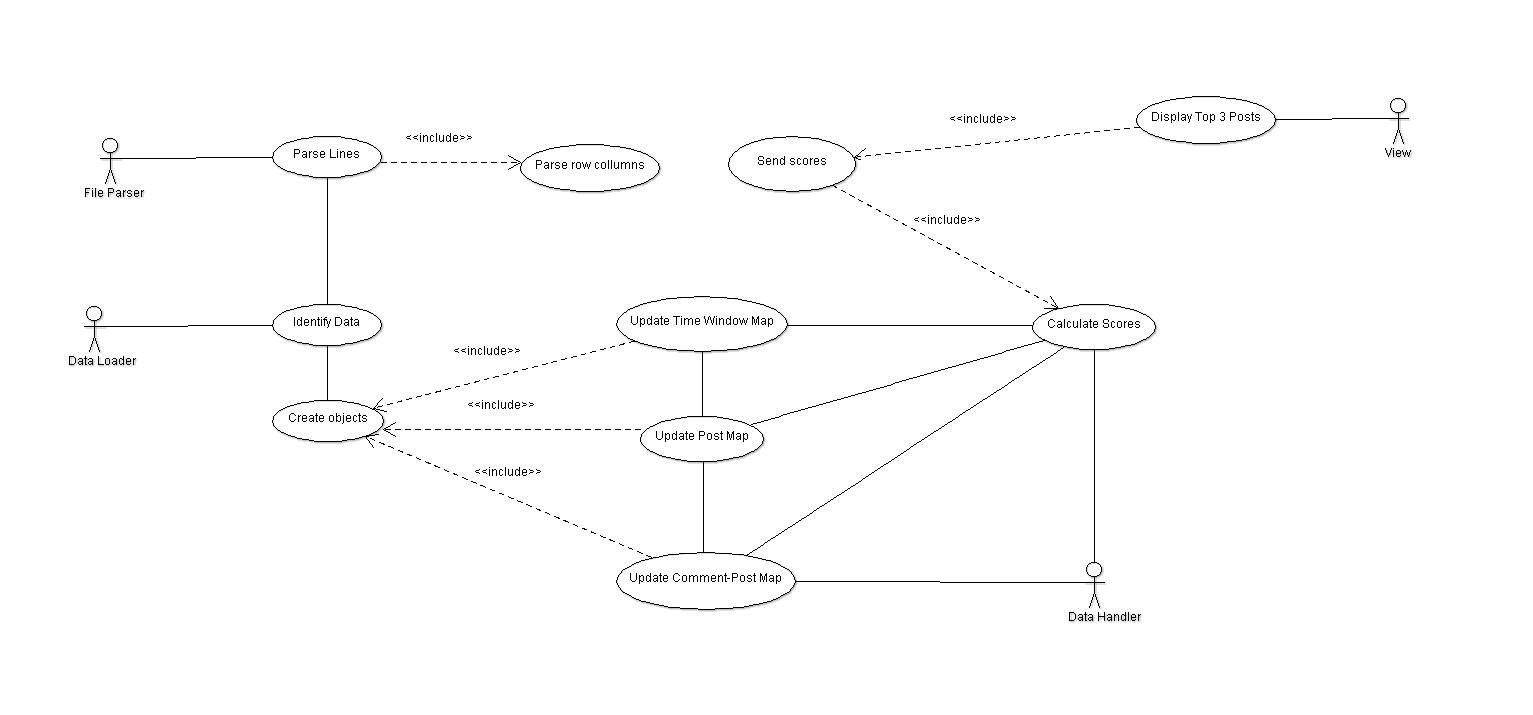 Display Top 3 Posts
<<include>>
<<include>>
Parse Lines
Parse row collumns
Send scores
View
File Parser
<<include>>
Identify Data
Update Time Window Map
Calculate Scores
<<include>>
Data Loader
<<include>>
Create objects
Update Post Map
<<include>>
Update Comment-Post Map
Data Handler